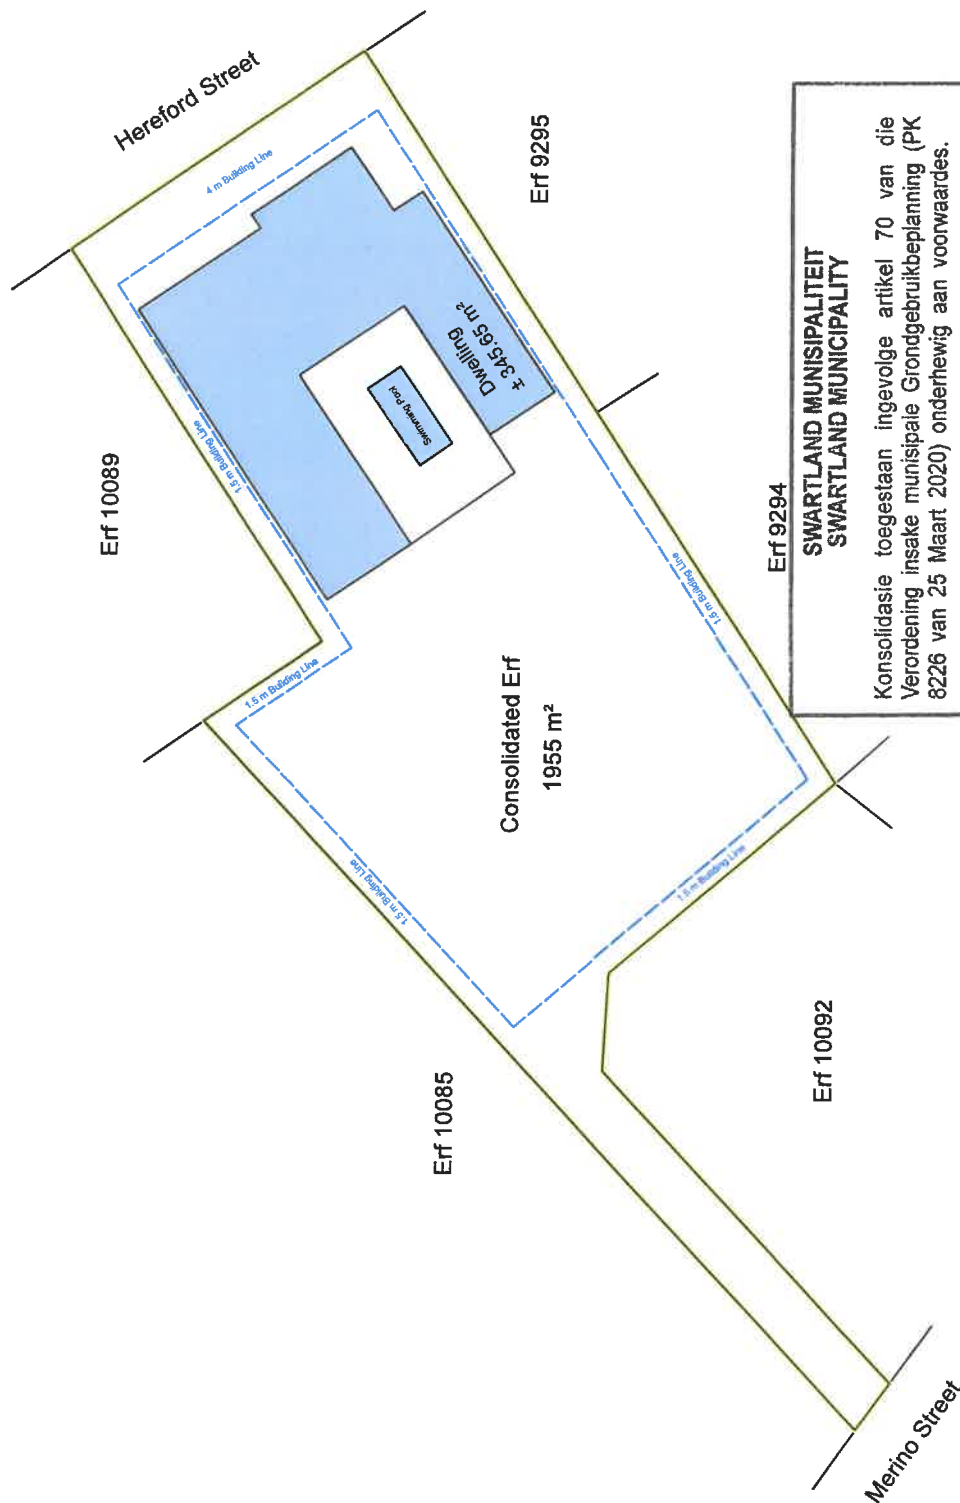 Hereford Street
4 m Building Line
Erf 9295
Erf 10089
1.5 m Building Line
Dwelling
± 345.65 m²
Swimming Pool
1.5 m Building Line
Erf 9294
1.5 m Building Line
Consolidated Erf
1955 m²
1.5 m Building Line
1.5 m Building Line
Erf 10085
Erf 10092
Merino Street
SWARTLAND MUNISIPALITEIT
SWARTLAND MUNICIPALITY
Konsolidasie toegestaan ingevolge artikel 70 van die
Verordening insake munisipale Grondgebruikbeplanning (PK
8226 van 25 Maart 2020) onderhewig aan voorwaardes.